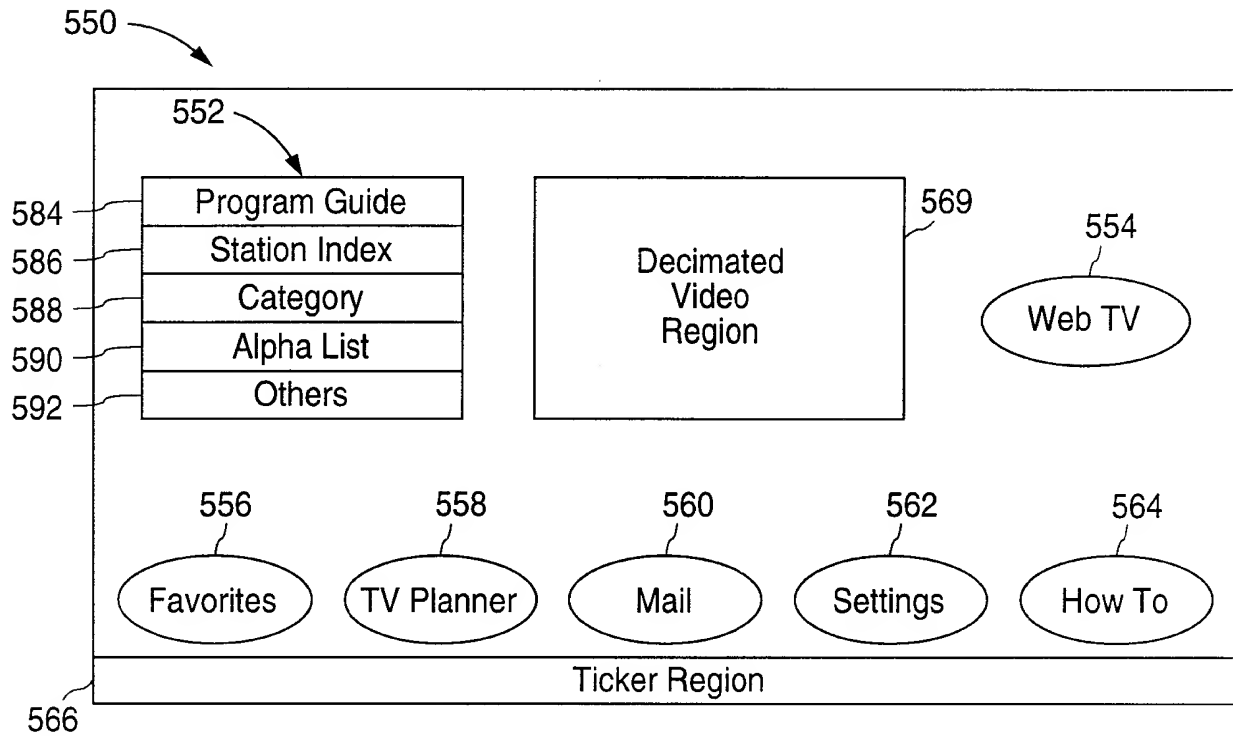 550
552
584
Program Guide
586
Station Index
588
Category
590
Alpha List
592
Others
Decimated
Video
Region
569
554
Web TV
556
558
560
562
564
Favorites
TV Planner
Mail
Settings
How To
Ticker Region
566